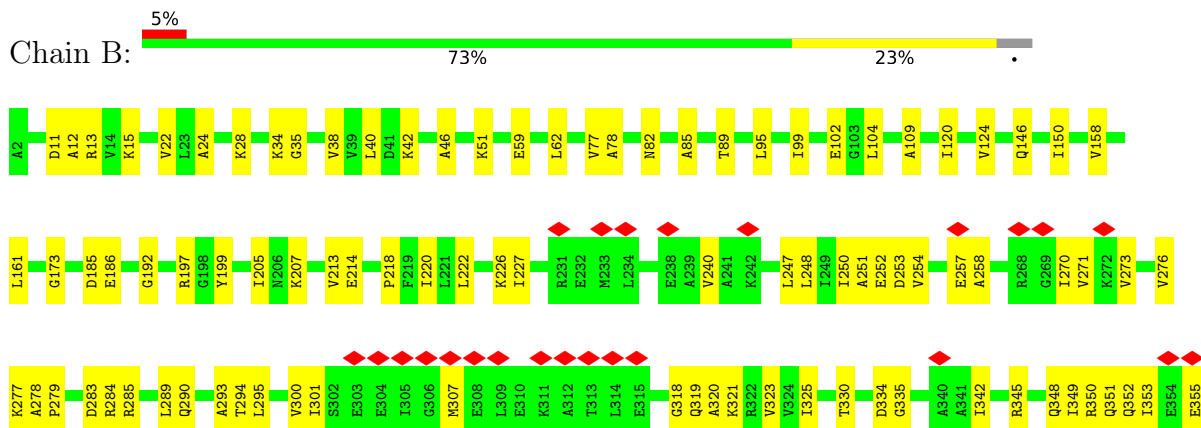 5%
Chain B:
73% 23% •
A2 D11 A12 R13 V14 K15 V22 L23 A24 K28 K34 G35 V38 V39 L40 D41 K42 A46 K51 E59 L62 V77 A78 N82 A85 T89 L95 I99 E102 G103 L104 A109 I120 V124 Q146 I150 V158
L161 G173 D185 E186 G192 R197 G198 Y199 I205 N206 K207 V213 E214 P218 F219 I220 L221 L222 K226 I227 R231 E232 M233 L234 E238 A239 V240 A241 K242 L247 L248 I249 I250 A251 E252 D253 V254 E257 A258 R268 G269 I270 V271 K272 V273 V276
K277 A278 P279 D283 R284 R285 L289 Q290 A293 T294 L295 V300 I301 S302 E303 E304 I305 G306 M307 E308 L309 E310 K311 A312 T313 L314 E315 G318 Q319 A320 K321 R322 V323 V324 I325 T330 D334 G335 A340 A341 I342 R345 Q348 I349 R350 Q351 Q352 I353 E354 E355